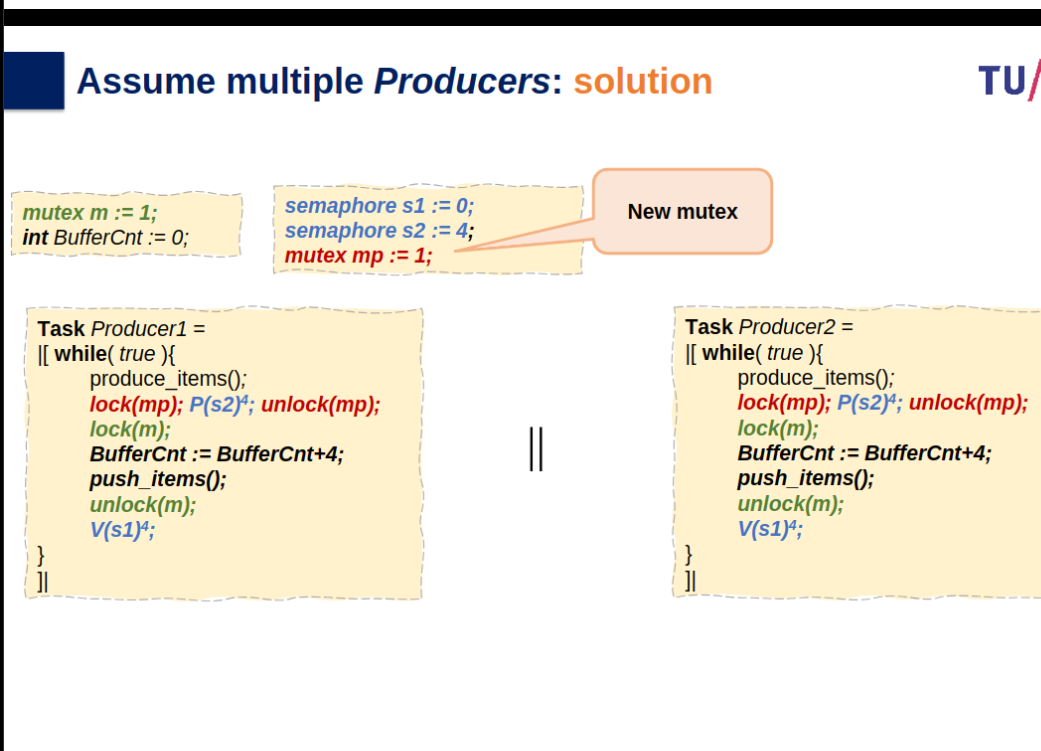 Assume multiple Producers: solution
TU/
mutex m := 1;
int BufferCnt := 0;
semaphore s1 := 0;
semaphore s2 := 4;
mutex mp := 1;
New mutex
Task Producer1 =
|[ while( true ){
produce_items();
lock(mp); P(s2)⁴; unlock(mp);
lock(m);
BufferCnt := BufferCnt+4;
push_items();
unlock(m);
V(s1)⁴;
}
]|
||
Task Producer2 =
|[ while( true ){
produce_items();
lock(mp); P(s2)⁴; unlock(mp);
lock(m);
BufferCnt := BufferCnt+4;
push_items();
unlock(m);
V(s1)⁴;
}
]|